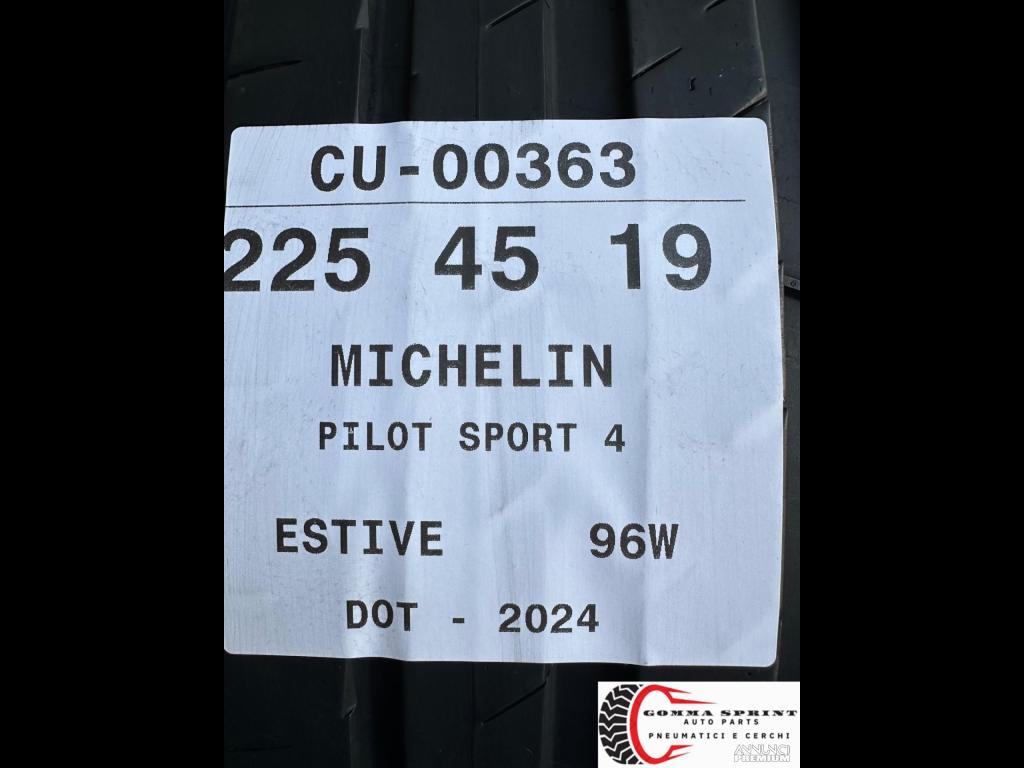 CU-00363
225 45 19
MICHELIN
PILOT SPORT 4
ESTIVE 96W
DOT - 2024
GOMMA SPRINT
AUTO PARTS
PNEUMATICI E CERCHI
ANNUNCI
PREMIUM